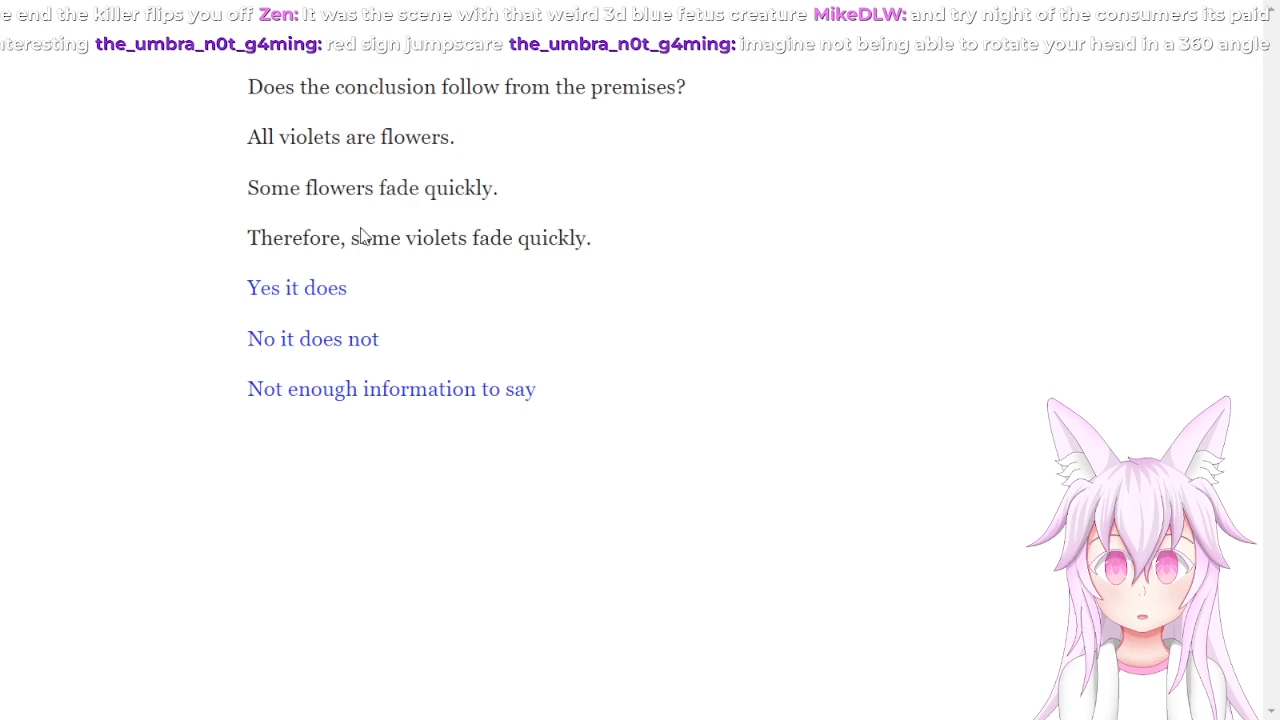 e end the killer flips you off Zen: It was the scene with that weird 3d blue fetus creature MikeDLW: and try night of the consumers its paid
nteresting the_umbra_n0t_g4ming: red sign jumpscare the_umbra_n0t_g4ming: imagine not being able to rotate your head in a 360 angle
Does the conclusion follow from the premises?
All violets are flowers.
Some flowers fade quickly.
Therefore, some violets fade quickly.
Yes it does
No it does not
Not enough information to say